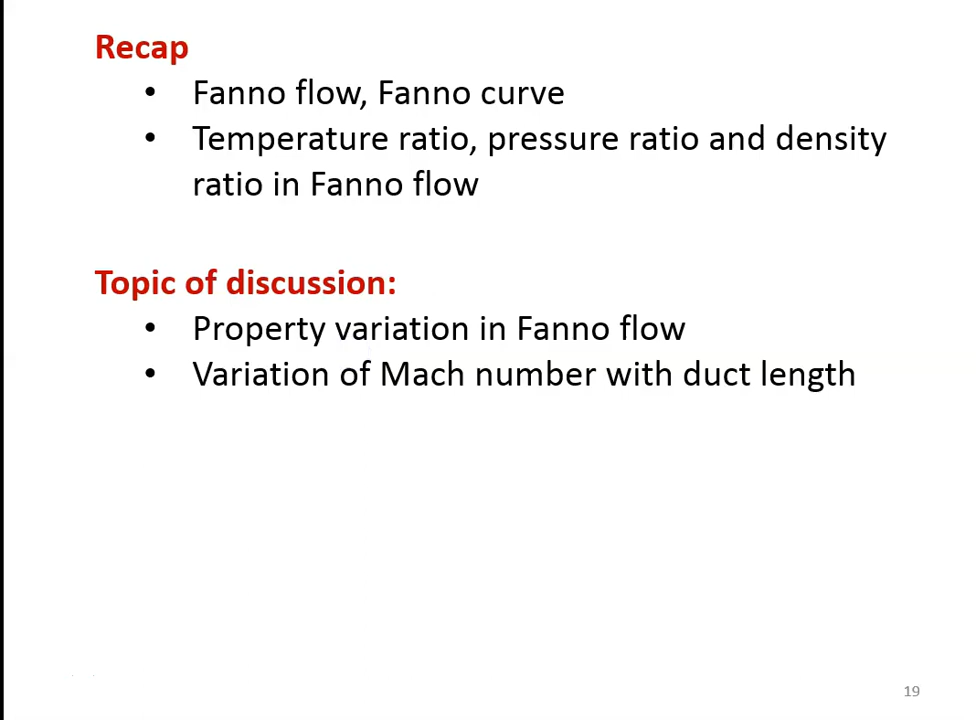 Recap
• Fanno flow, Fanno curve
• Temperature ratio, pressure ratio and density
ratio in Fanno flow
Topic of discussion:
• Property variation in Fanno flow
• Variation of Mach number with duct length
19